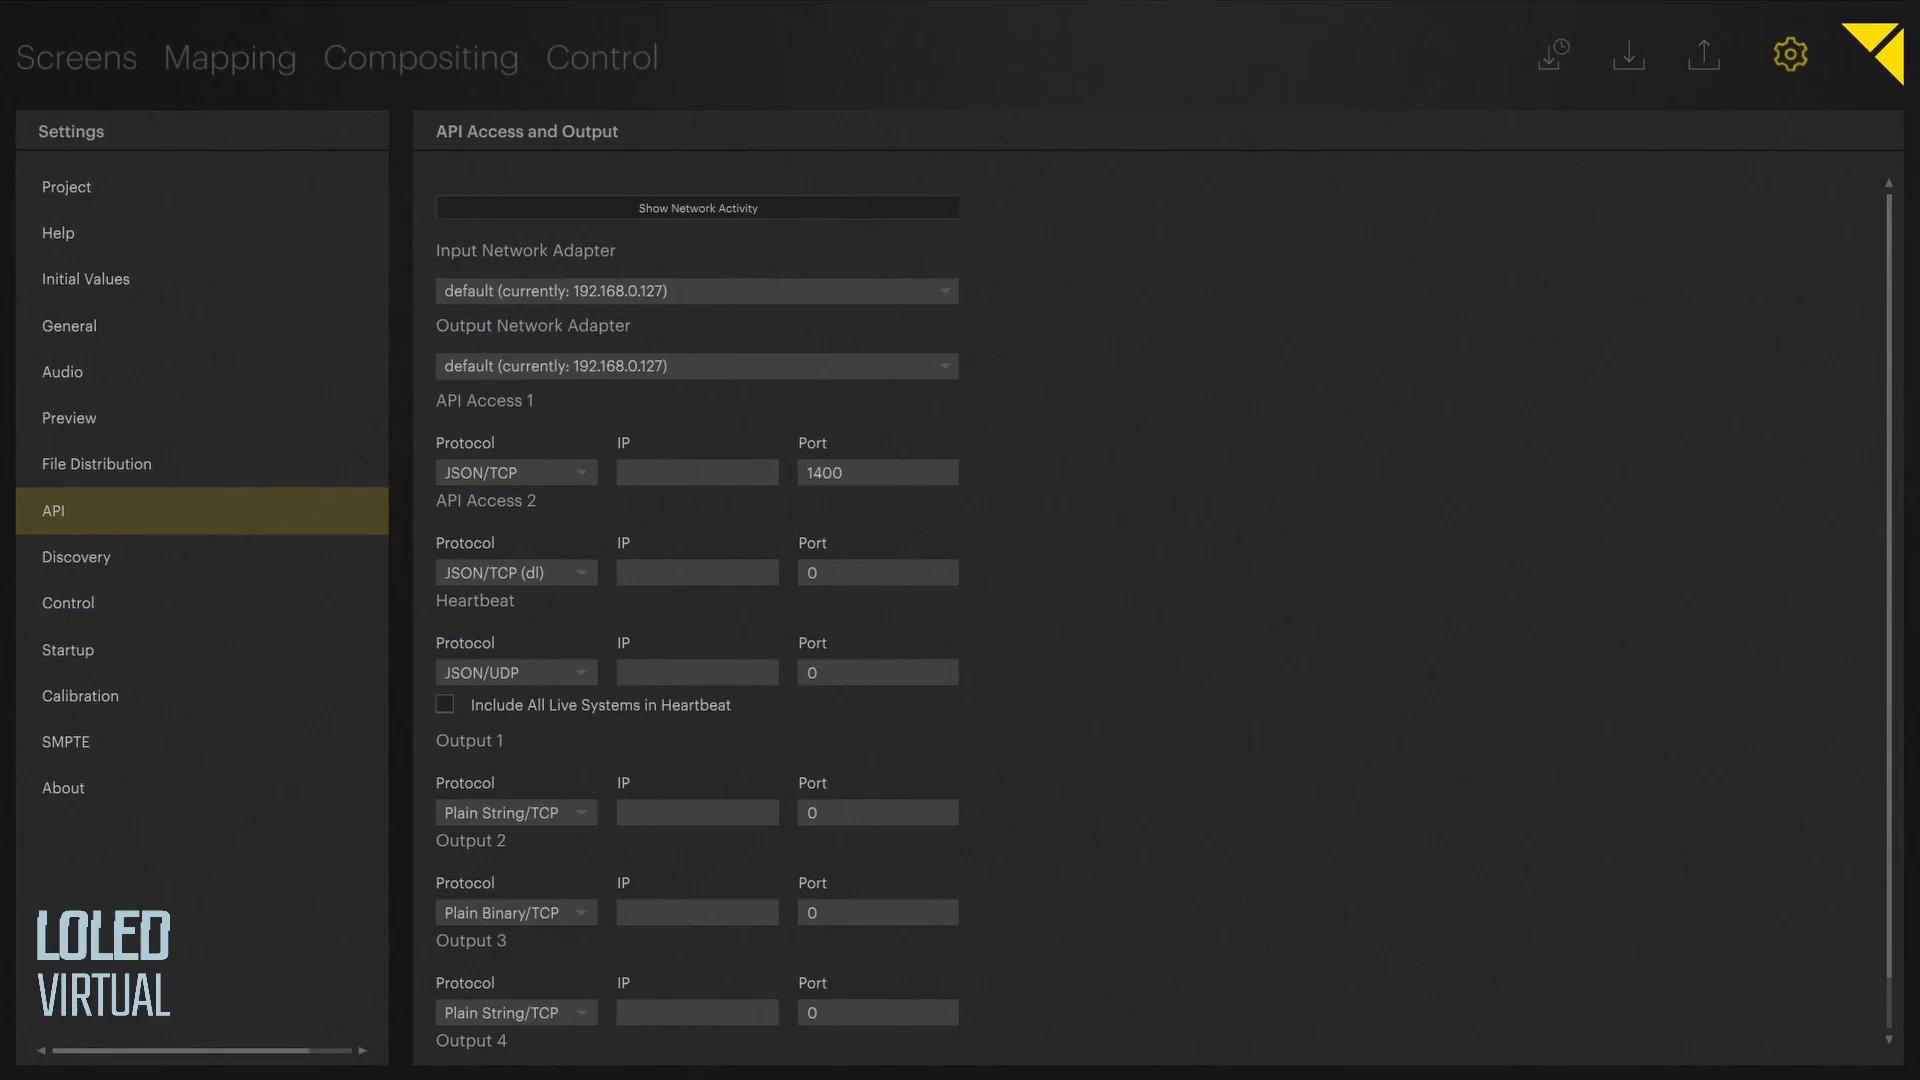 Screens Mapping Compositing Control
Settings
Project
Help
Initial Values
General
Audio
Preview
File Distribution
API
Discovery
Control
Startup
Calibration
SMPTE
About
LOLED
VIRTUAL
API Access and Output
Show Network Activity
Input Network Adapter
default (currently: 192.168.0.127)
Output Network Adapter
default (currently: 192.168.0.127)
API Access 1
Protocol IP Port
JSON/TCP 1400
API Access 2
Protocol IP Port
JSON/TCP (dl) 0
Heartbeat
Protocol IP Port
JSON/UDP 0
Include All Live Systems in Heartbeat
Output 1
Protocol IP Port
Plain String/TCP 0
Output 2
Protocol IP Port
Plain Binary/TCP 0
Output 3
Protocol IP Port
Plain String/TCP 0
Output 4